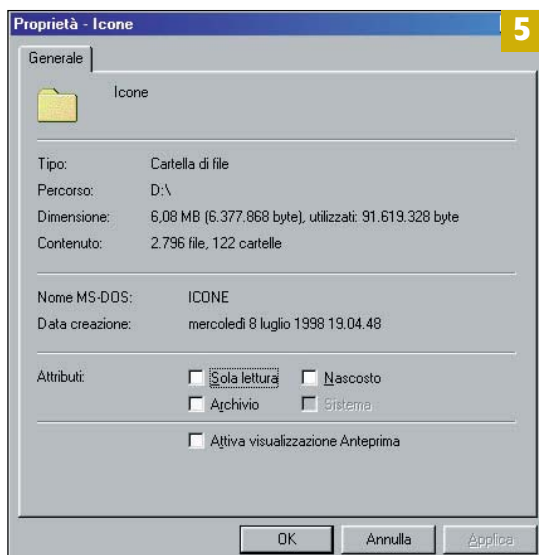 Proprietà - Icone
5
Generale
Icone
Tipo: Cartella di file
Percorso: D:\
Dimensione: 6,08 MB (6.377.868 byte), utilizzati: 91.619.328 byte
Contenuto: 2.796 file, 122 cartelle
Nome MS-DOS: ICONE
Data creazione: mercoledì 8 luglio 1998 19.04.48
Attributi: Sola lettura Nascosto
Archivio Sistema
Attiva visualizzazione Anteprima
OK Annulla Applica